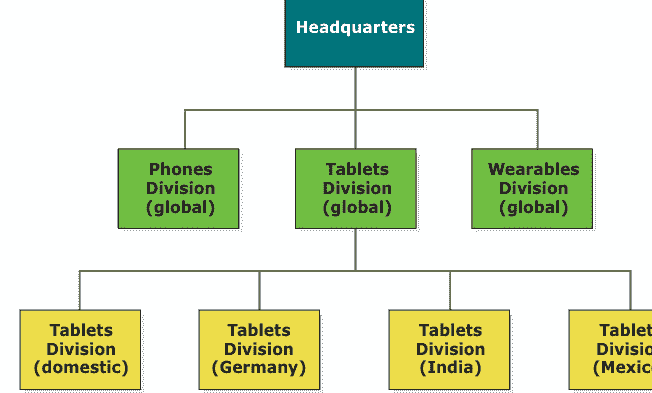 Headquarters
Phones
Division
(global)
Tablets
Division
(global)
Wearables
Division
(global)
Tablets
Division
(domestic)
Tablets
Division
(Germany)
Tablets
Division
(India)